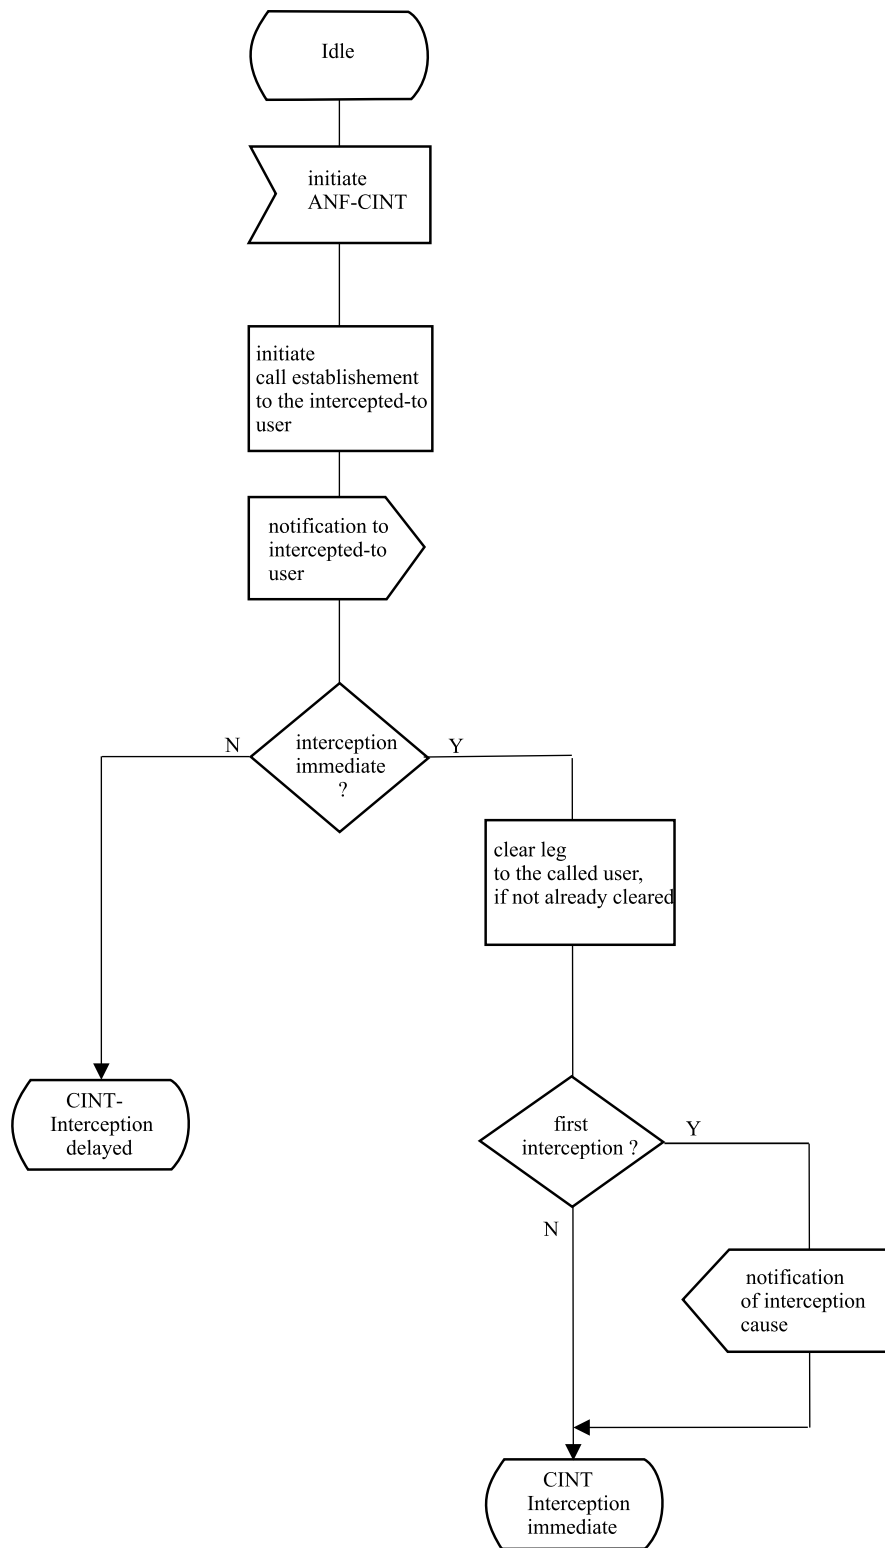 Idle
initiate
ANF-CINT
initiate
call establishement
to the intercepted-to
user
notification to
intercepted-to
user
N
interception
immediate
?
Y
clear leg
to the called user,
if not already cleared
CINT-
Interception
delayed
first
interception ?
Y
N
notification
of interception
cause
CINT
Interception
immediate